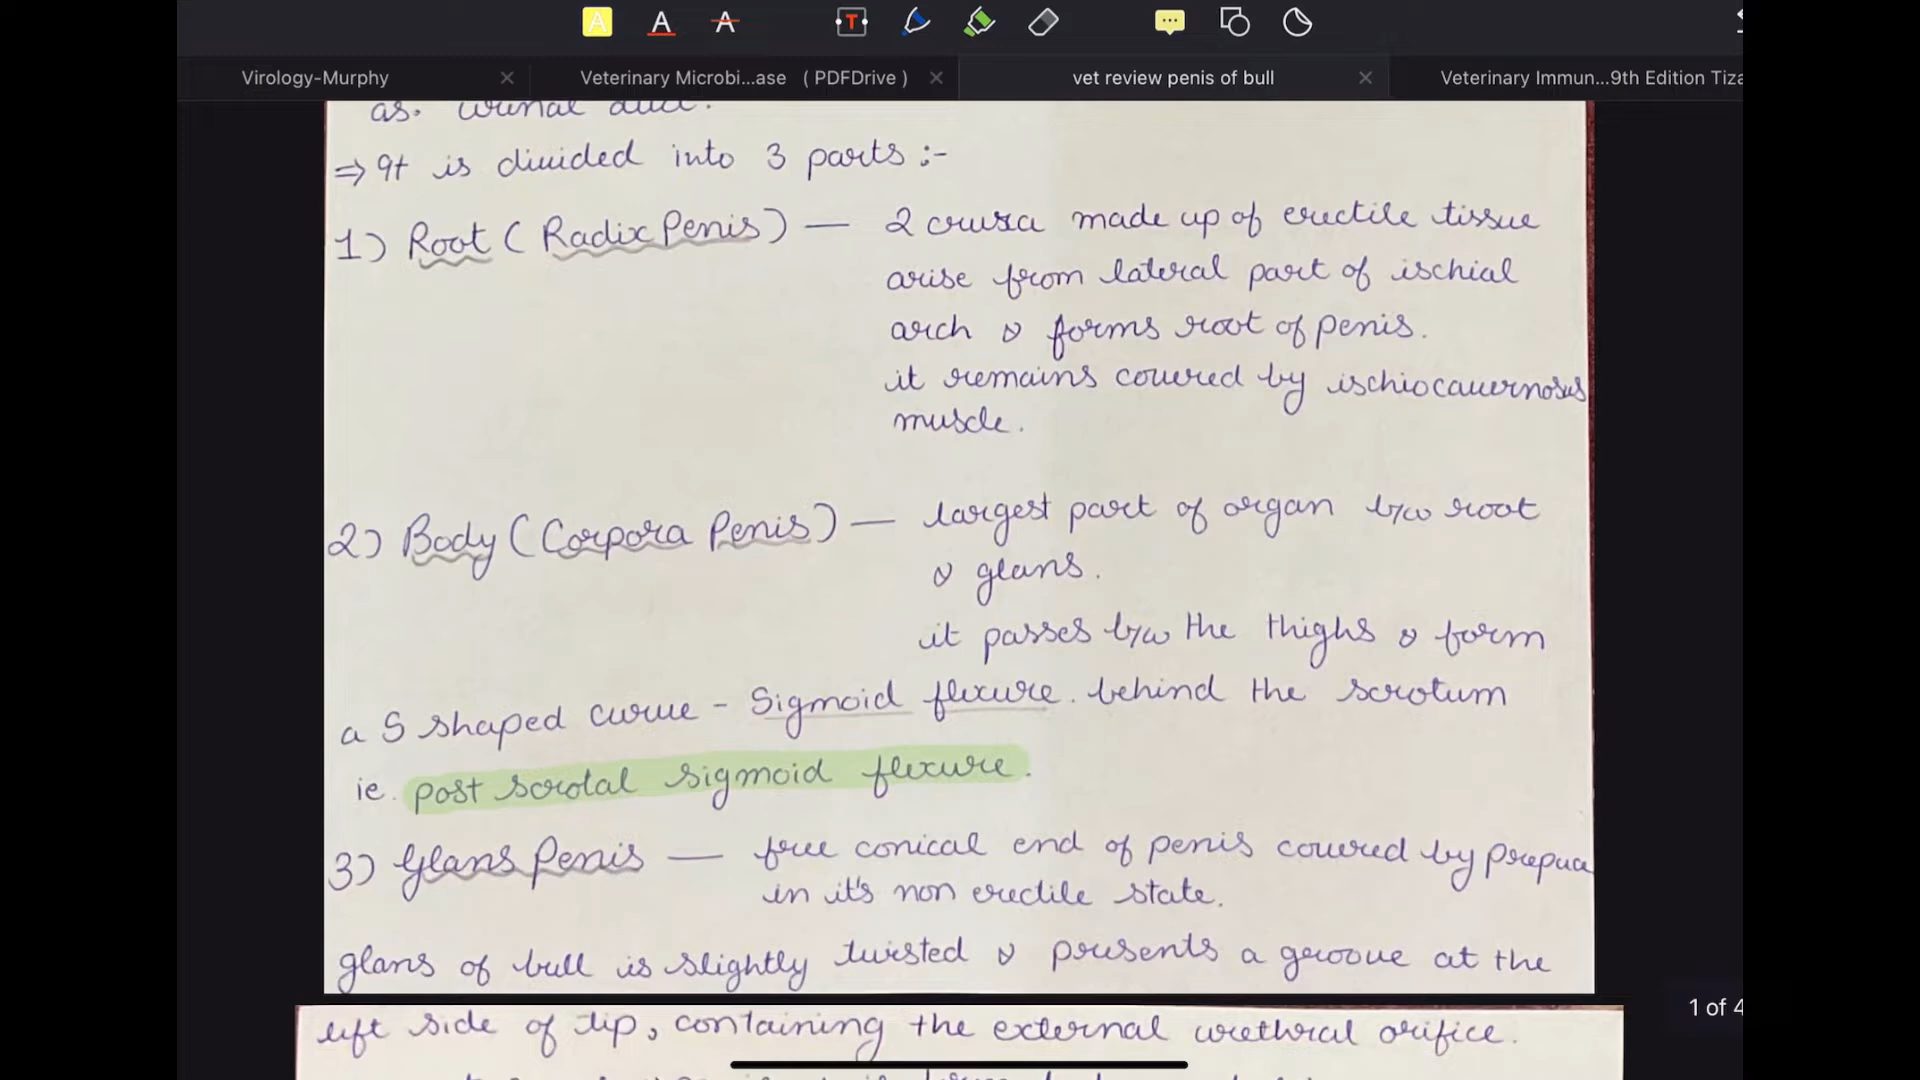 Virology-Murphy
Veterinary Microbi...ase ( PDFDrive )
vet review penis of bull
Veterinary Immun...9th Edition Tiza
as. urinal duct.
⇒ It is divided into 3 parts :-
1) Root ( Radix Penis ) — 2 crura made up of erectile tissue
arise from lateral part of ischial
arch & forms root of penis.
it remains covered by ischiocavernosus
muscle.
2) Body ( Corpora Penis ) — largest part of organ b/w root
& glans.
it passes b/w the thighs & form
a S shaped curve - Sigmoid flexure. behind the scrotum
ie. post scrotal sigmoid flexure.
3) Glans Penis — free conical end of penis covered by prepuce
in it's non erectile state.
glans of bull is slightly twisted & presents a groove at the
1 of 4
left side of tip, containing the external urethral orifice.